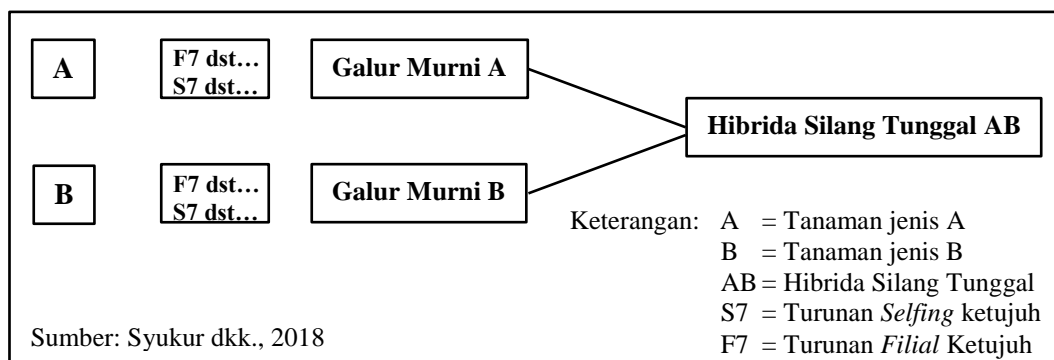 A
F7 dst…
S7 dst…
Galur Murni A
Hibrida Silang Tunggal AB
B
F7 dst…
S7 dst…
Galur Murni B
Keterangan: A = Tanaman jenis A
B = Tanaman jenis B
AB = Hibrida Silang Tunggal
S7 = Turunan Selfing ketujuh
F7 = Turunan Filial Ketujuh
Sumber: Syukur dkk., 2018